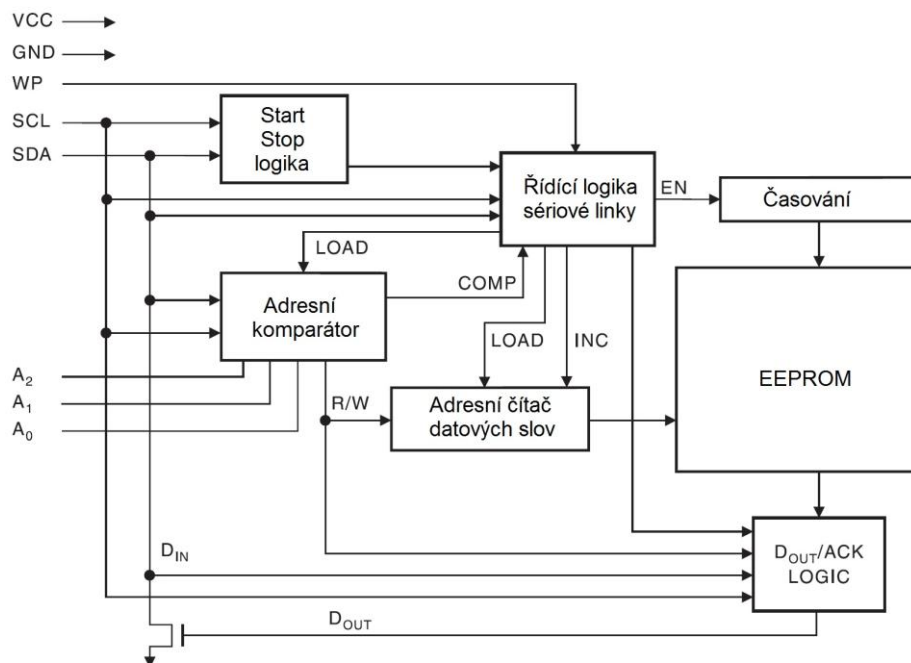 VCC
GND
WP
SCL
SDA
Start
Stop
logika
Řídící logika
sériové linky
EN
Časování
LOAD
COMP
Adresní
komparátor
LOAD
INC
EEPROM
A2
A1
A0
R/W
Adresní čítač
datových slov
DIN
DOUT/ACK
LOGIC
DOUT